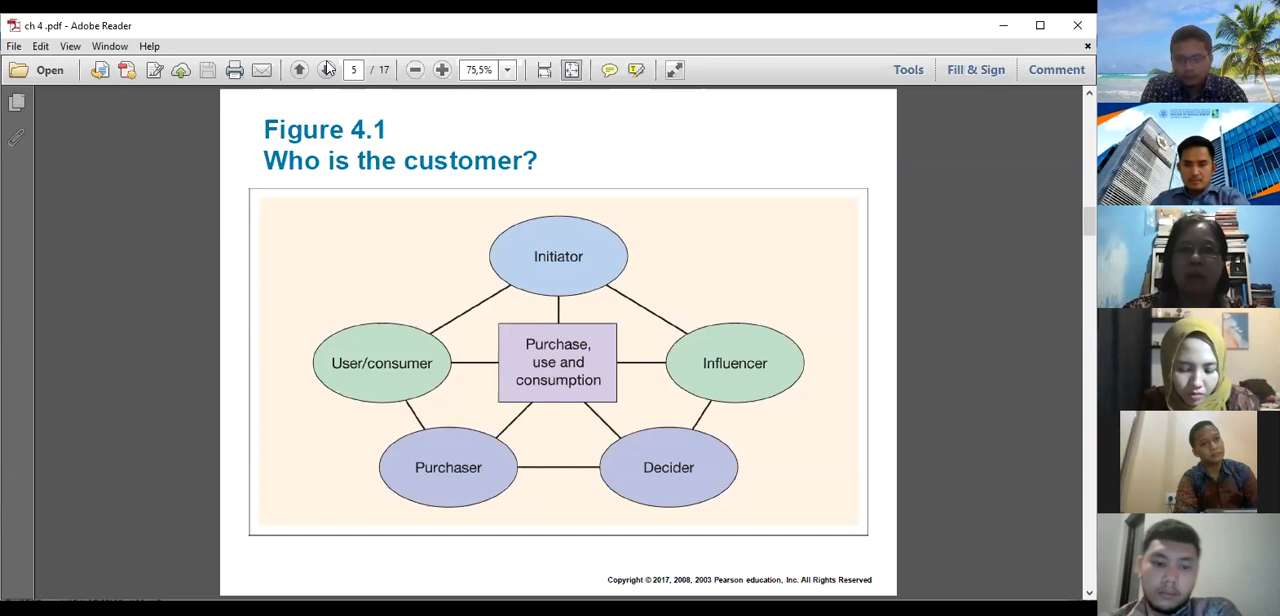 ch 4 .pdf - Adobe Reader
File Edit View Window Help
Open 5 / 17 75,5% Tools Fill & Sign Comment
Figure 4.1
Who is the customer?
Initiator
User/consumer
Purchase,
use and
consumption
Influencer
Purchaser
Decider
Copyright © 2017, 2008, 2003 Pearson education, Inc. All Rights Reserved